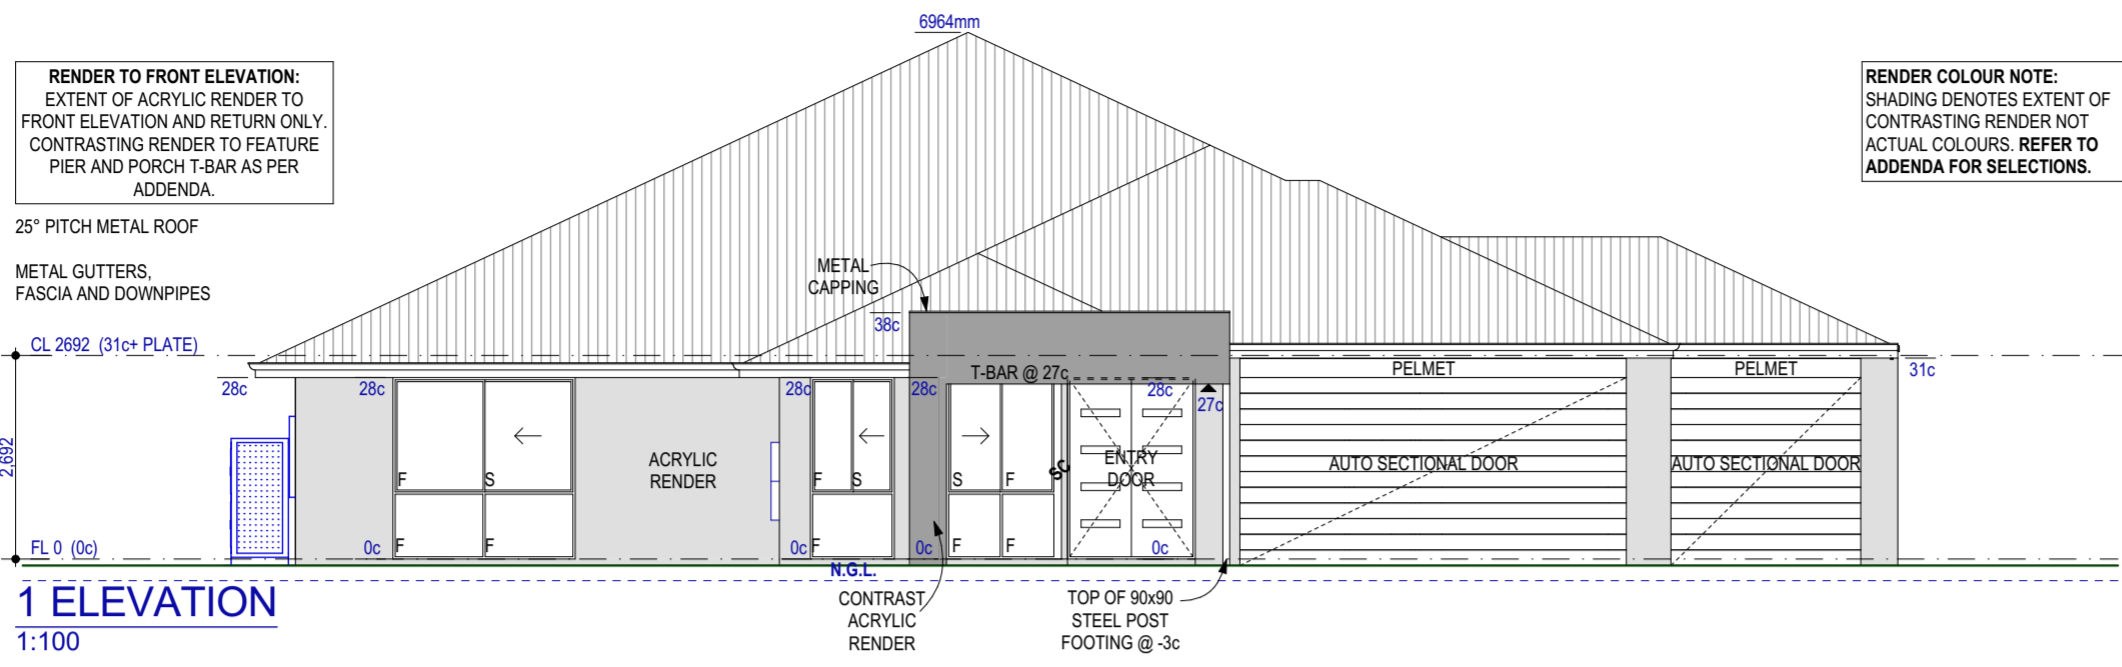 6964mm
RENDER TO FRONT ELEVATION:
EXTENT OF ACRYLIC RENDER TO
FRONT ELEVATION AND RETURN ONLY.
CONTRASTING RENDER TO FEATURE
PIER AND PORCH T-BAR AS PER
ADDENDA.
RENDER COLOUR NOTE:
SHADING DENOTES EXTENT OF
CONTRASTING RENDER NOT
ACTUAL COLOURS. REFER TO
ADDENDA FOR SELECTIONS.
25° PITCH METAL ROOF
METAL GUTTERS,
FASCIA AND DOWNPIPES
METAL
CAPPING
38c
CL 2692 (31c+ PLATE)
T-BAR @ 27c
PELMET
PELMET
31c
28c
28c
28c
28c
28c
27c
2,692
ACRYLIC
RENDER
F
S
F
S
S
F
SC
ENTRY
DOOR
AUTO SECTIONAL DOOR
AUTO SECTIONAL DOOR
FL 0 (0c)
0c
F
F
0c
F
0c
F
F
0c
N.G.L.
1 ELEVATION
1:100
CONTRAST
ACRYLIC
RENDER
TOP OF 90x90
STEEL POST
FOOTING @ -3c